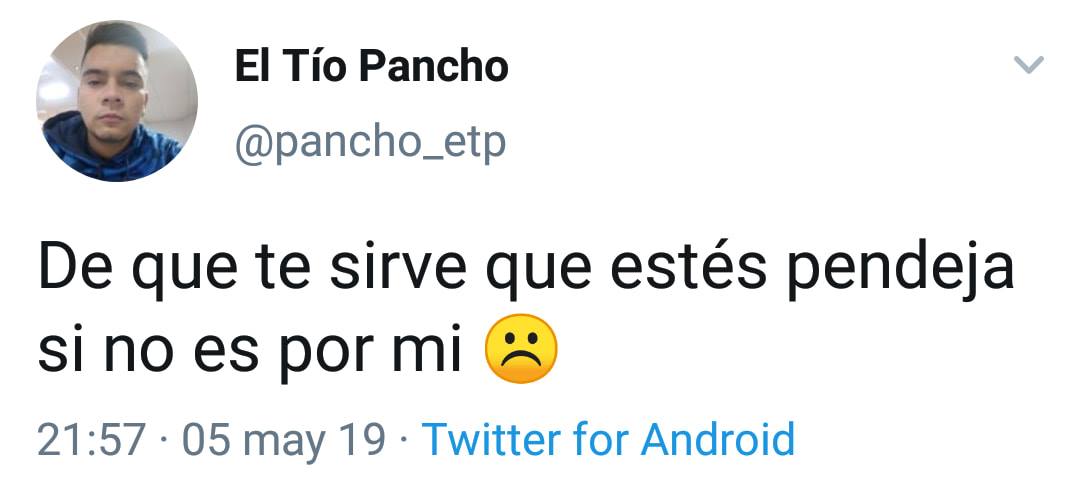 El Tío Pancho
@pancho_etp
De que te sirve que estés pendeja
si no es por mi ☹️
21:57 · 05 may 19 · Twitter for Android